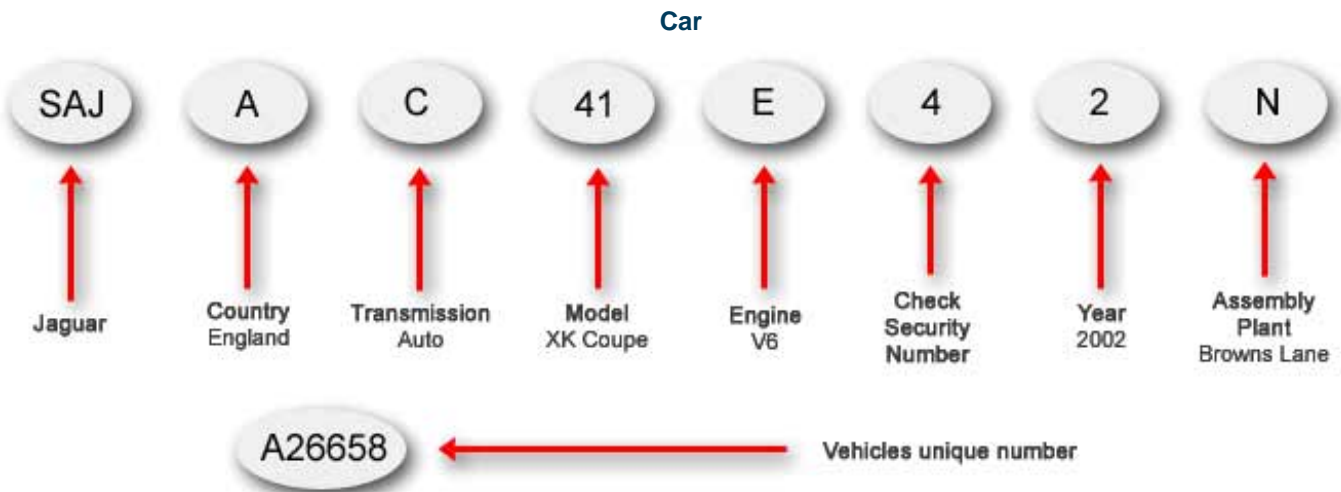 Car
SAJ A C 41 E 4 2 N
Jaguar
Country
England
Transmission
Auto
Model
XK Coupe
Engine
V6
Check
Security
Number
Year
2002
Assembly
Plant
Browns Lane
A26658
Vehicles unique number